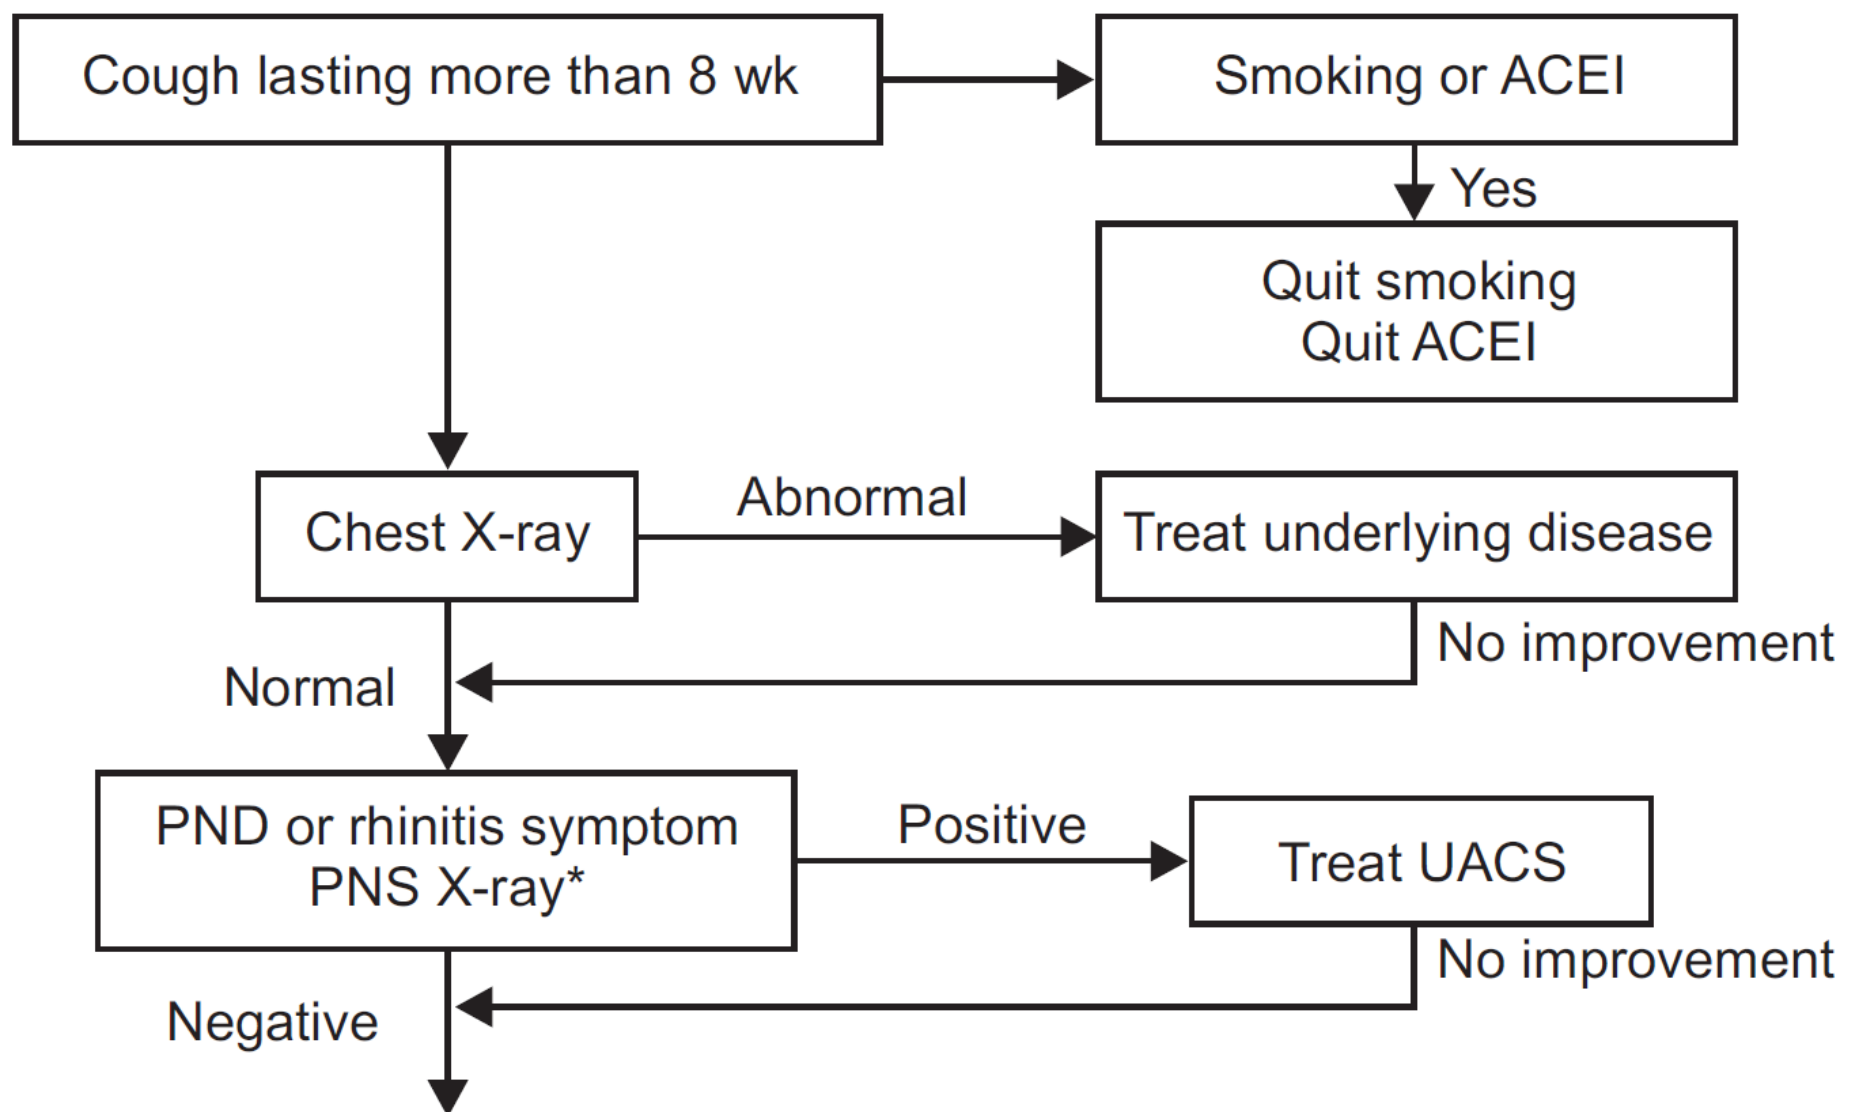 Cough lasting more than 8 wk
Smoking or ACEI
Yes
Quit smoking
Quit ACEI
Chest X-ray
Abnormal
Treat underlying disease
No improvement
Normal
PND or rhinitis symptom
PNS X-ray*
Positive
Treat UACS
No improvement
Negative